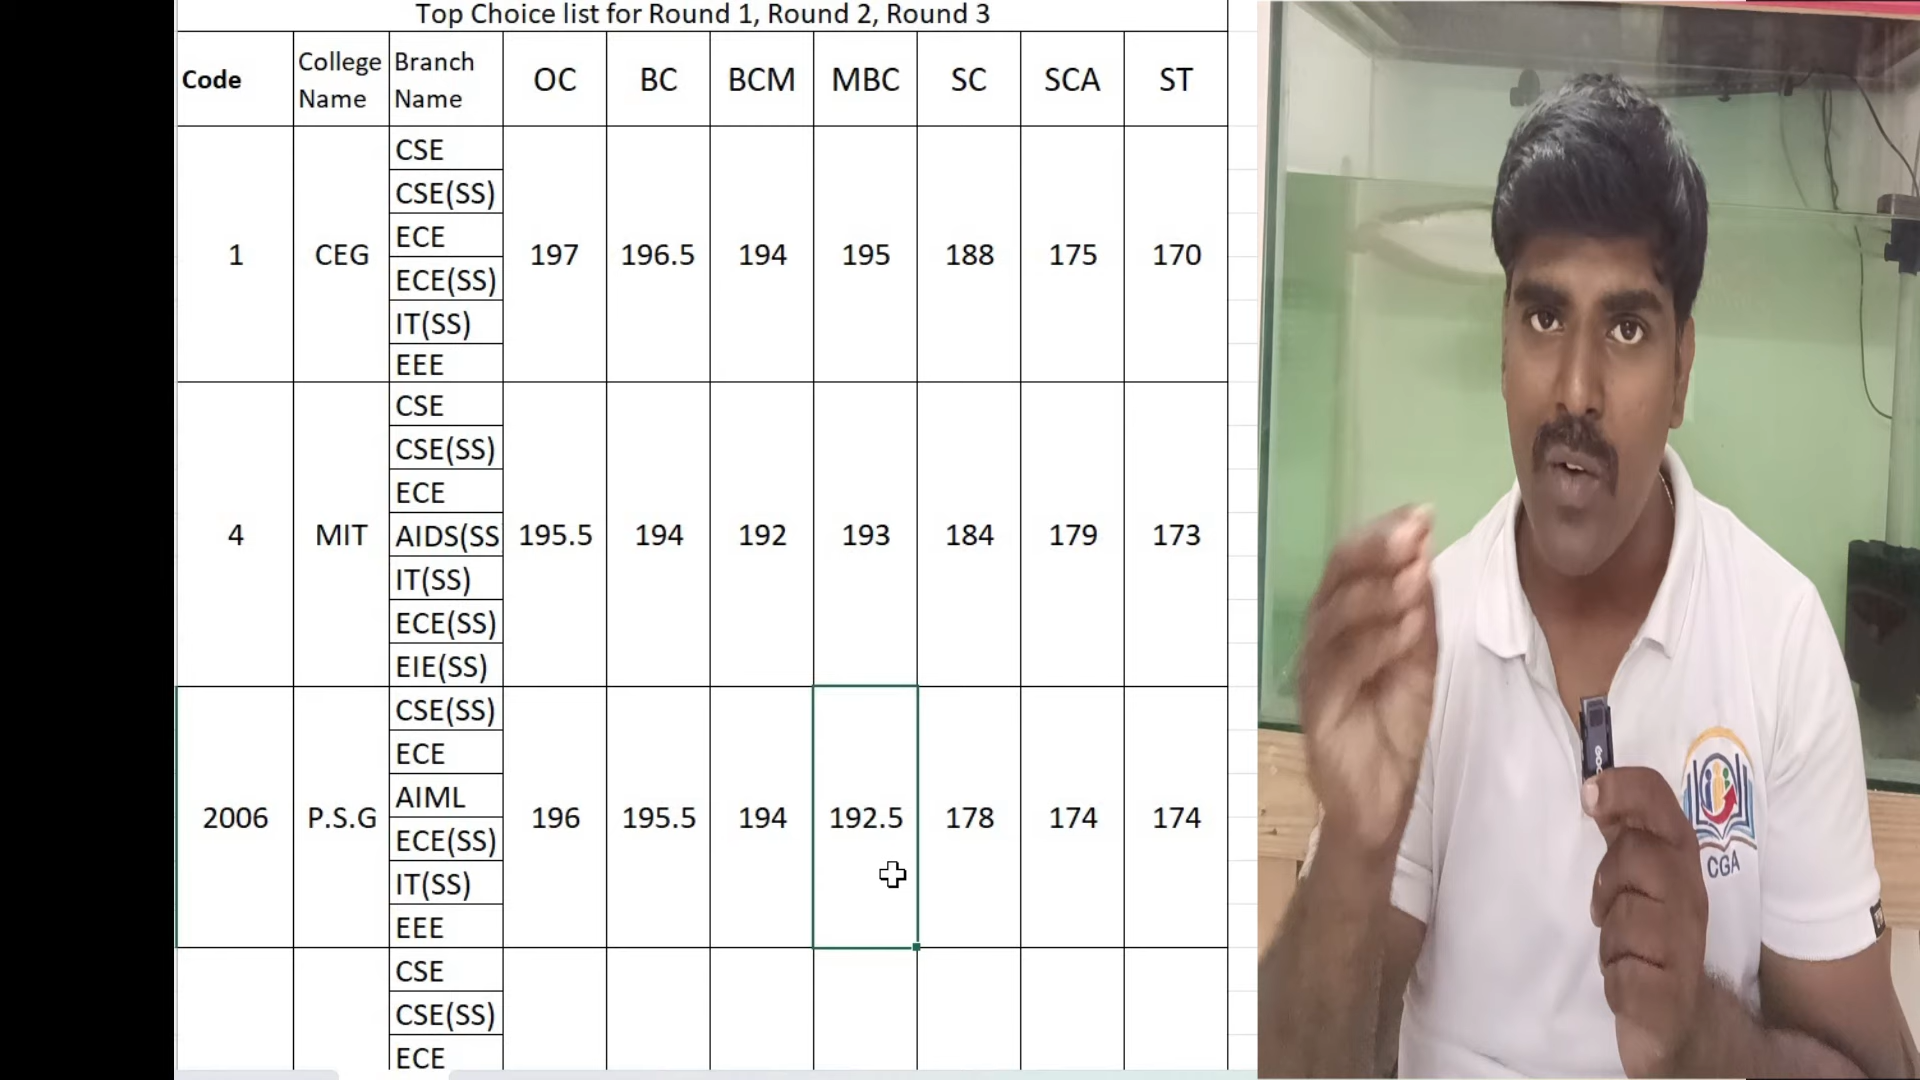 Top Choice list for Round 1, Round 2, Round 3
Code College Name Branch Name OC BC BCM MBC SC SCA ST
1 CEG 197 196.5 194 195 188 175 170
CSE
CSE(SS)
ECE
ECE(SS)
IT(SS)
EEE
4 MIT 195.5 194 192 193 184 179 173
CSE
CSE(SS)
ECE
AIDS(SS
IT(SS)
ECE(SS)
EIE(SS)
2006 P.S.G 196 195.5 194 192.5 178 174 174
CSE(SS)
ECE
AIML
ECE(SS)
IT(SS)
EEE
CSE
CSE(SS)
ECE
CGA